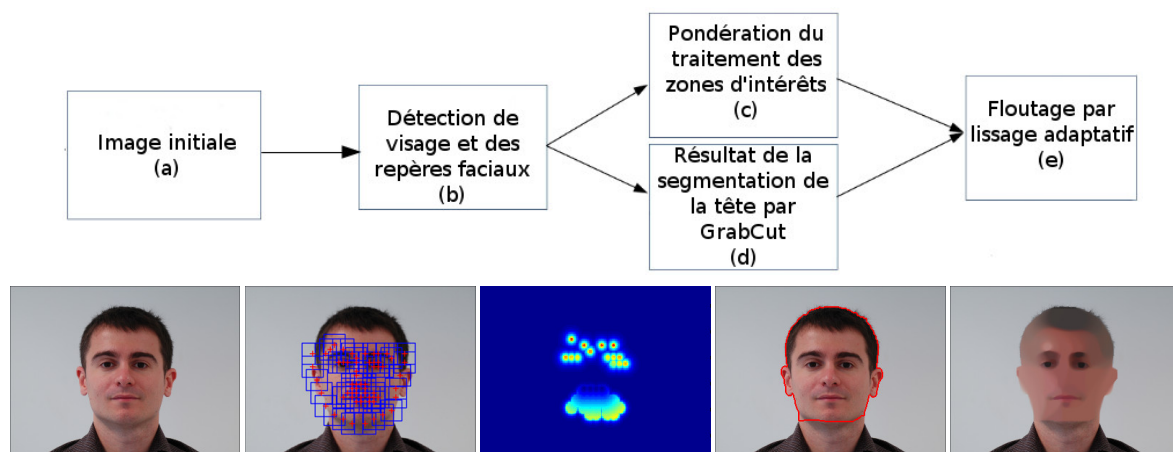 Image initiale
(a)
Détection de
visage et des
repères faciaux
(b)
Pondération du
traitement des
zones d'intérêts
(c)
Résultat de la
segmentation de
la tête par
GrabCut
(d)
Floutage par
lissage adaptatif
(e)